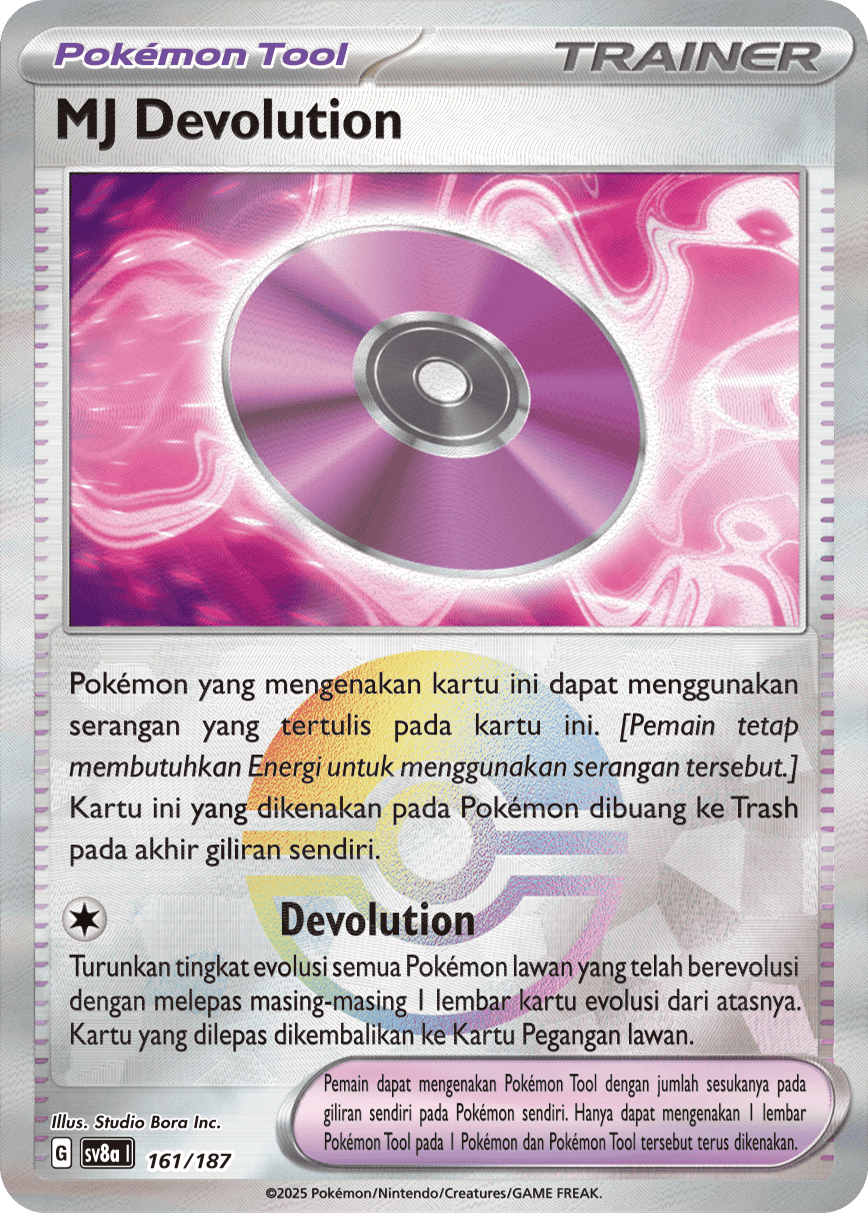 Pokémon Tool
TRAINER
MJ Devolution
Pokémon yang mengenakan kartu ini dapat menggunakan
serangan yang tertulis pada kartu ini. [Pemain tetap
membutuhkan Energi untuk menggunakan serangan tersebut.]
Kartu ini yang dikenakan pada Pokémon dibuang ke Trash
pada akhir giliran sendiri.
Devolution
Turunkan tingkat evolusi semua Pokémon lawan yang telah berevolusi
dengan melepas masing-masing 1 lembar kartu evolusi dari atasnya.
Kartu yang dilepas dikembalikan ke Kartu Pegangan lawan.
Pemain dapat mengenakan Pokémon Tool dengan jumlah sesukanya pada
giliran sendiri pada Pokémon sendiri. Hanya dapat mengenakan 1 lembar
Pokémon Tool pada 1 Pokémon dan Pokémon Tool tersebut terus dikenakan.
Illus. Studio Bora Inc.
G sv8a I 161/187
©2025 Pokémon/Nintendo/Creatures/GAME FREAK.